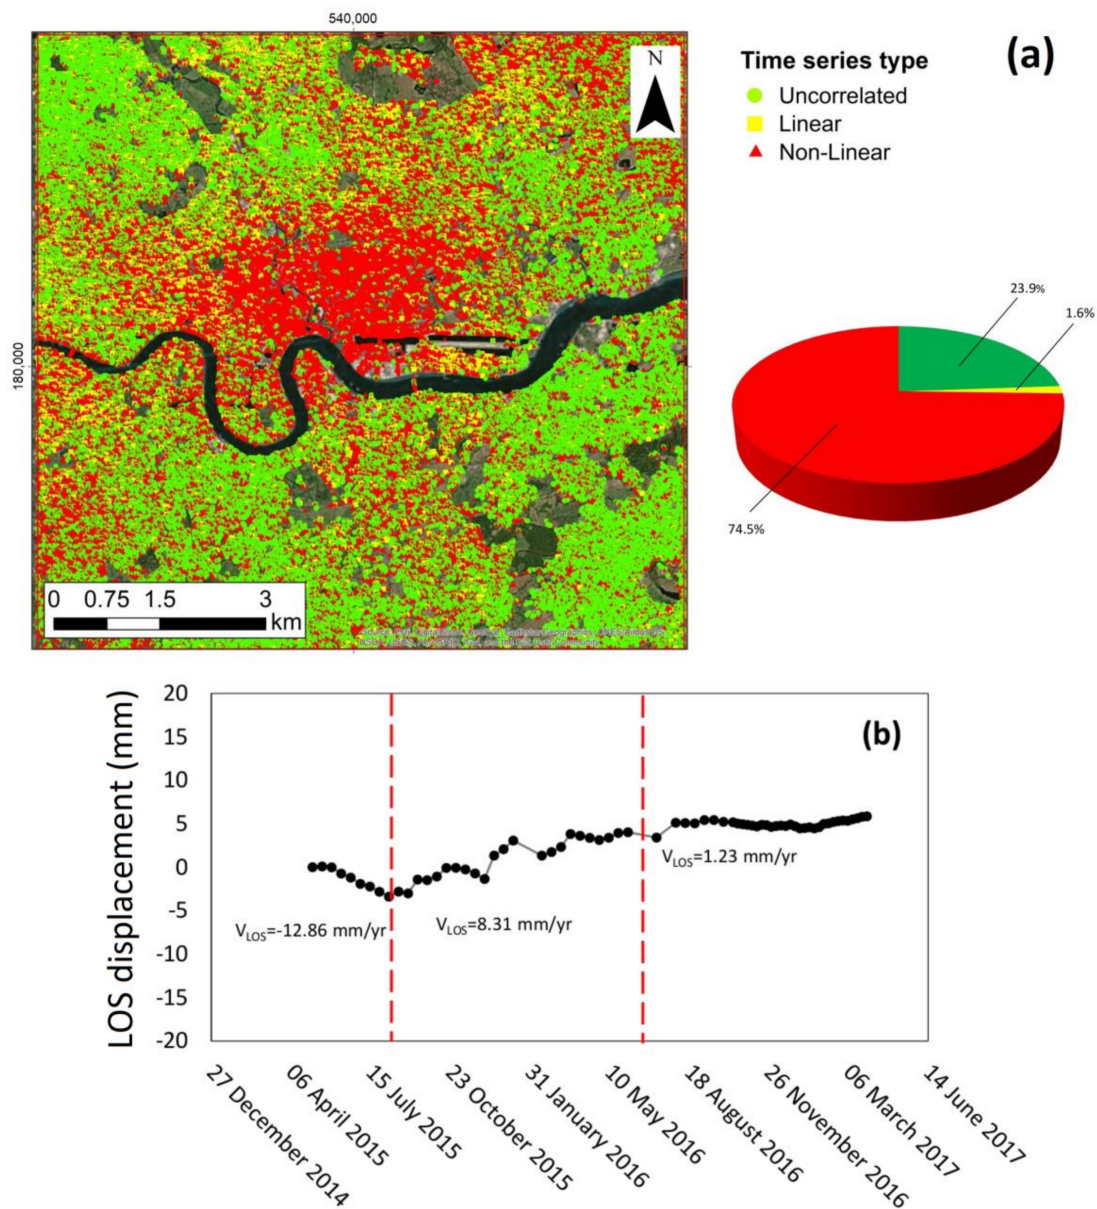 540,000
(a)
N
Time series type
Uncorrelated
Linear
Non-Linear
180,000
23.9%
1.6%
74.5%
0 0.75 1.5 3
km
20
15
10
5
0
-5
-10
-15
-20
LOS displacement (mm)
(b)
VLOS=-12.86 mm/yr
VLOS=8.31 mm/yr
VLOS=1.23 mm/yr
27 December 2014
06 April 2015
15 July 2015
23 October 2015
31 January 2016
10 May 2016
18 August 2016
26 November 2016
06 March 2017
14 June 2017